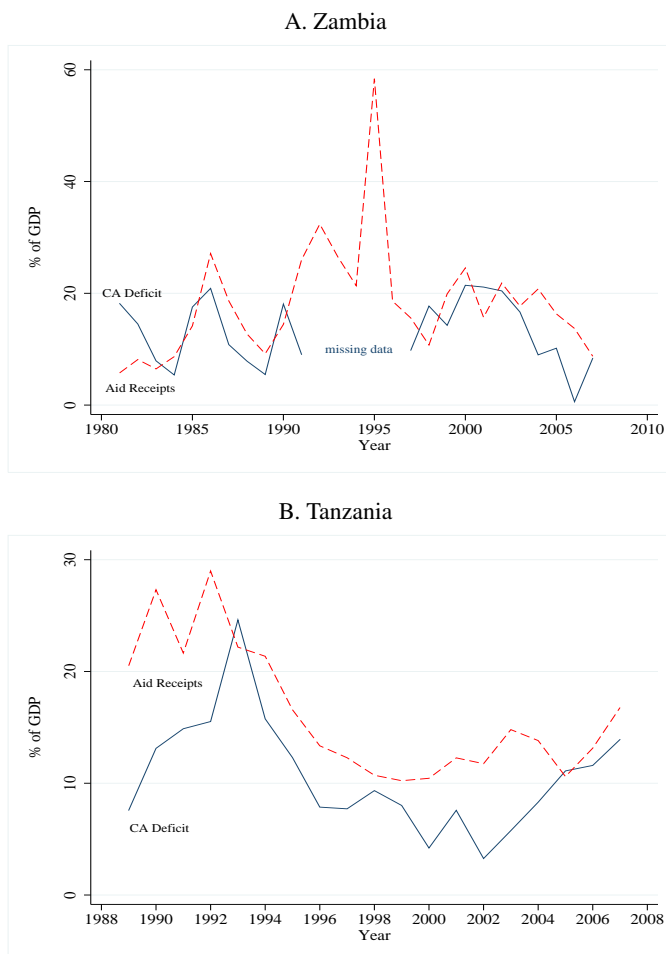 A. Zambia
60
40
20
0
% of GDP
CA Deficit
missing data
Aid Receipts
1980 1985 1990 1995 2000 2005 2010
Year
B. Tanzania
30
20
10
0
% of GDP
Aid Receipts
CA Deficit
1988 1990 1992 1994 1996 1998 2000 2002 2004 2006 2008
Year